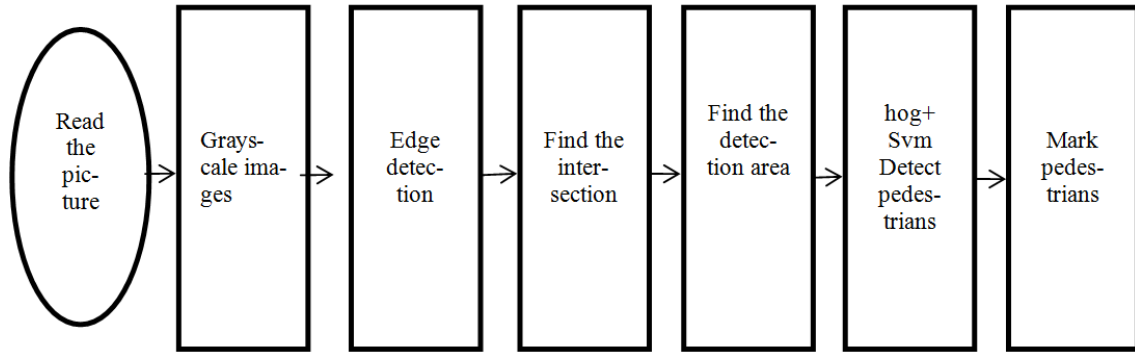 Read
the
pic-
ture
Grays-
cale ima-
ges
Edge
detec-
tion
Find the
inter-
section
Find the
detec-
tion area
hog+
Svm
Detect
pedes-
trians
Mark
pedes-
trians